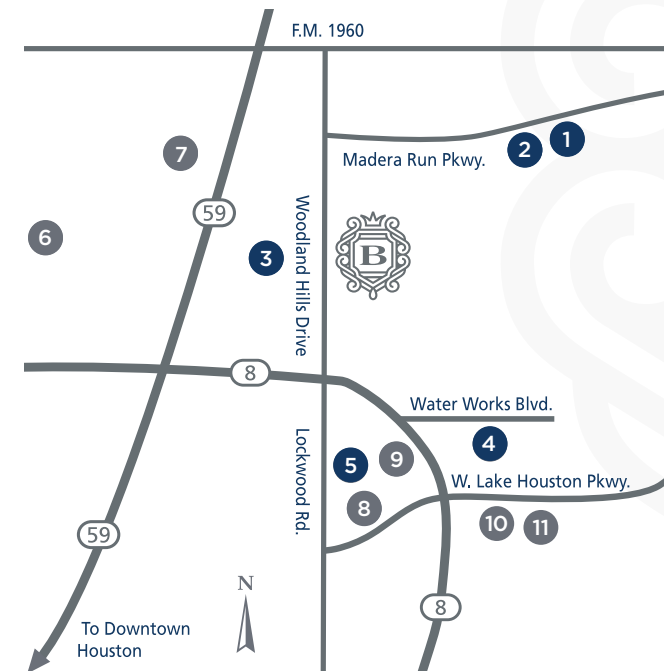 F.M. 1960
1
2
Madera Run Pkwy.
7
59
6
3
Woodland Hills Drive
B
8
Water Works Blvd.
4
Lockwood Rd.
5
9
W. Lake Houston Pkwy.
8
10
11
59
N
8
To Downtown
Houston